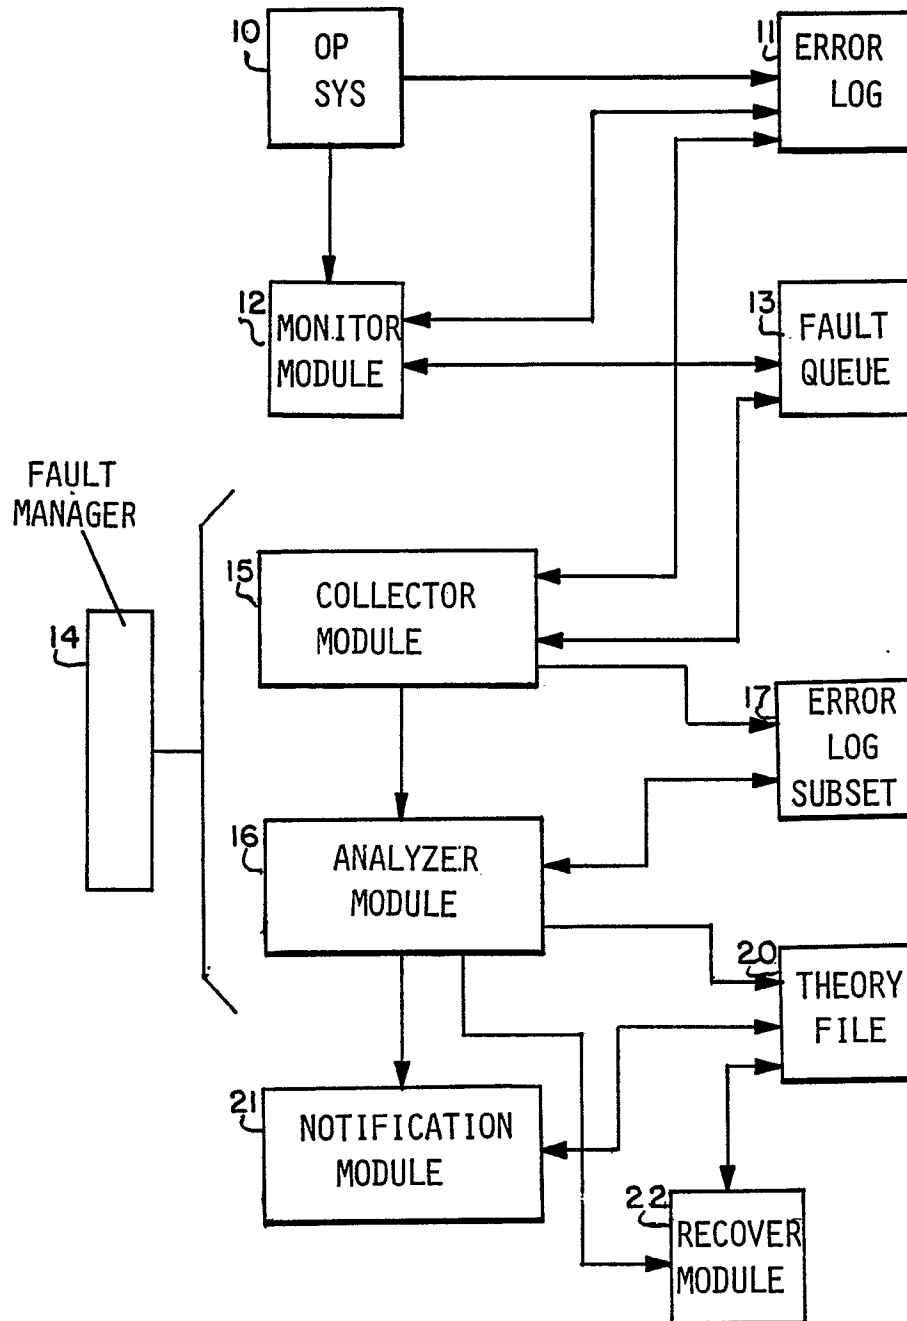 10
OP
SYS
11
ERROR
LOG
12
MONITOR
MODULE
13
FAULT
QUEUE
FAULT
MANAGER
14
15
COLLECTOR
MODULE
17
ERROR
LOG
SUBSET
16
ANALYZER
MODULE
20
THEORY
FILE
21
NOTIFICATION
MODULE
22
RECOVER
MODULE